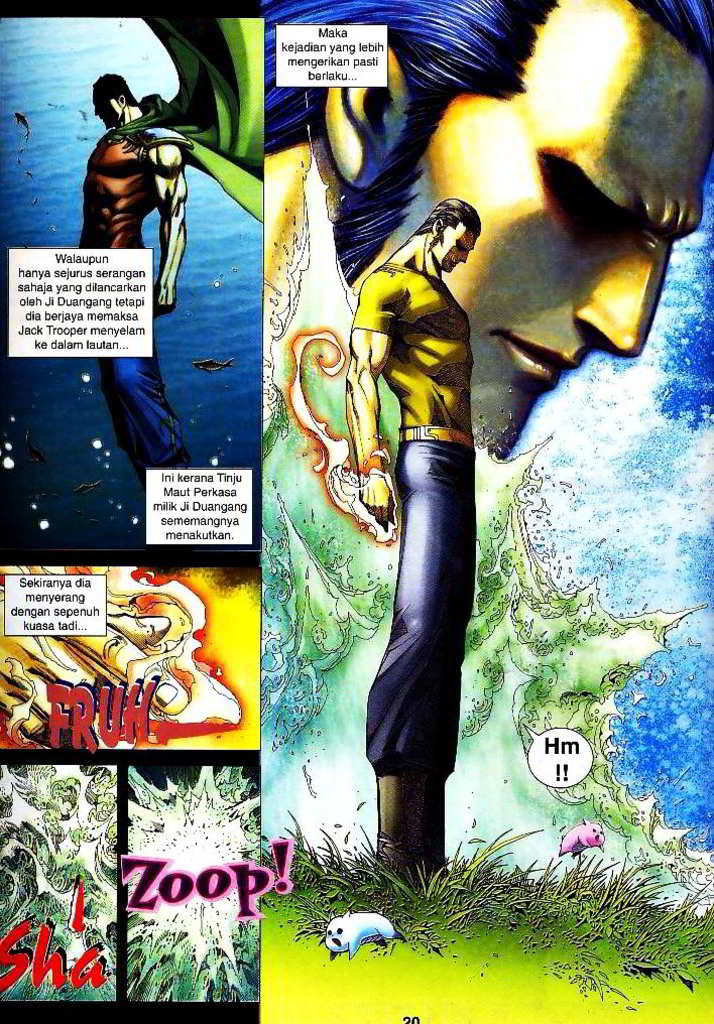 Walaupun
hanya sejurus serangan
sahaja yang dilancarkan
oleh Ji Duangang tetapi
dia berjaya memaksa
Jack Trooper menyelam
ke dalam lautan...
Ini kerana Tinju
Maut Perkasa
milik Ji Duangang
sememangnya
menakutkan.
Sekiranya dia
menyerang
dengan sepenuh
kuasa tadi...
FRUH
Sha
Zoop!
Maka
kejadian yang lebih
mengerikan pasti
berlaku...
Hm
!!
20